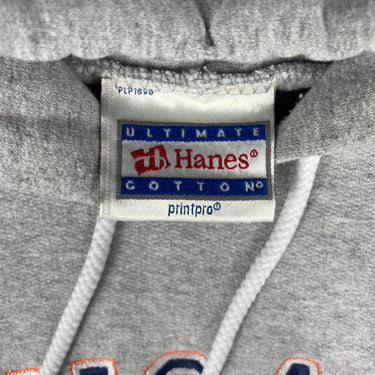 PLP1690
ULTIMATE
Hanes®
COTTON®
printpro®